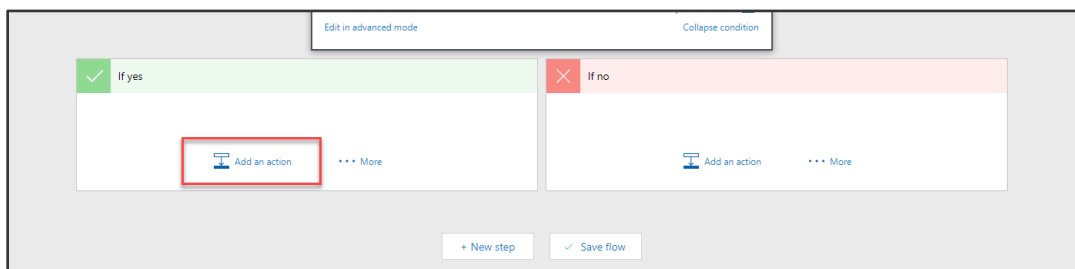 Edit in advanced mode Collapse condition
If yes If no
Add an action ••• More Add an action ••• More
+ New step Save flow